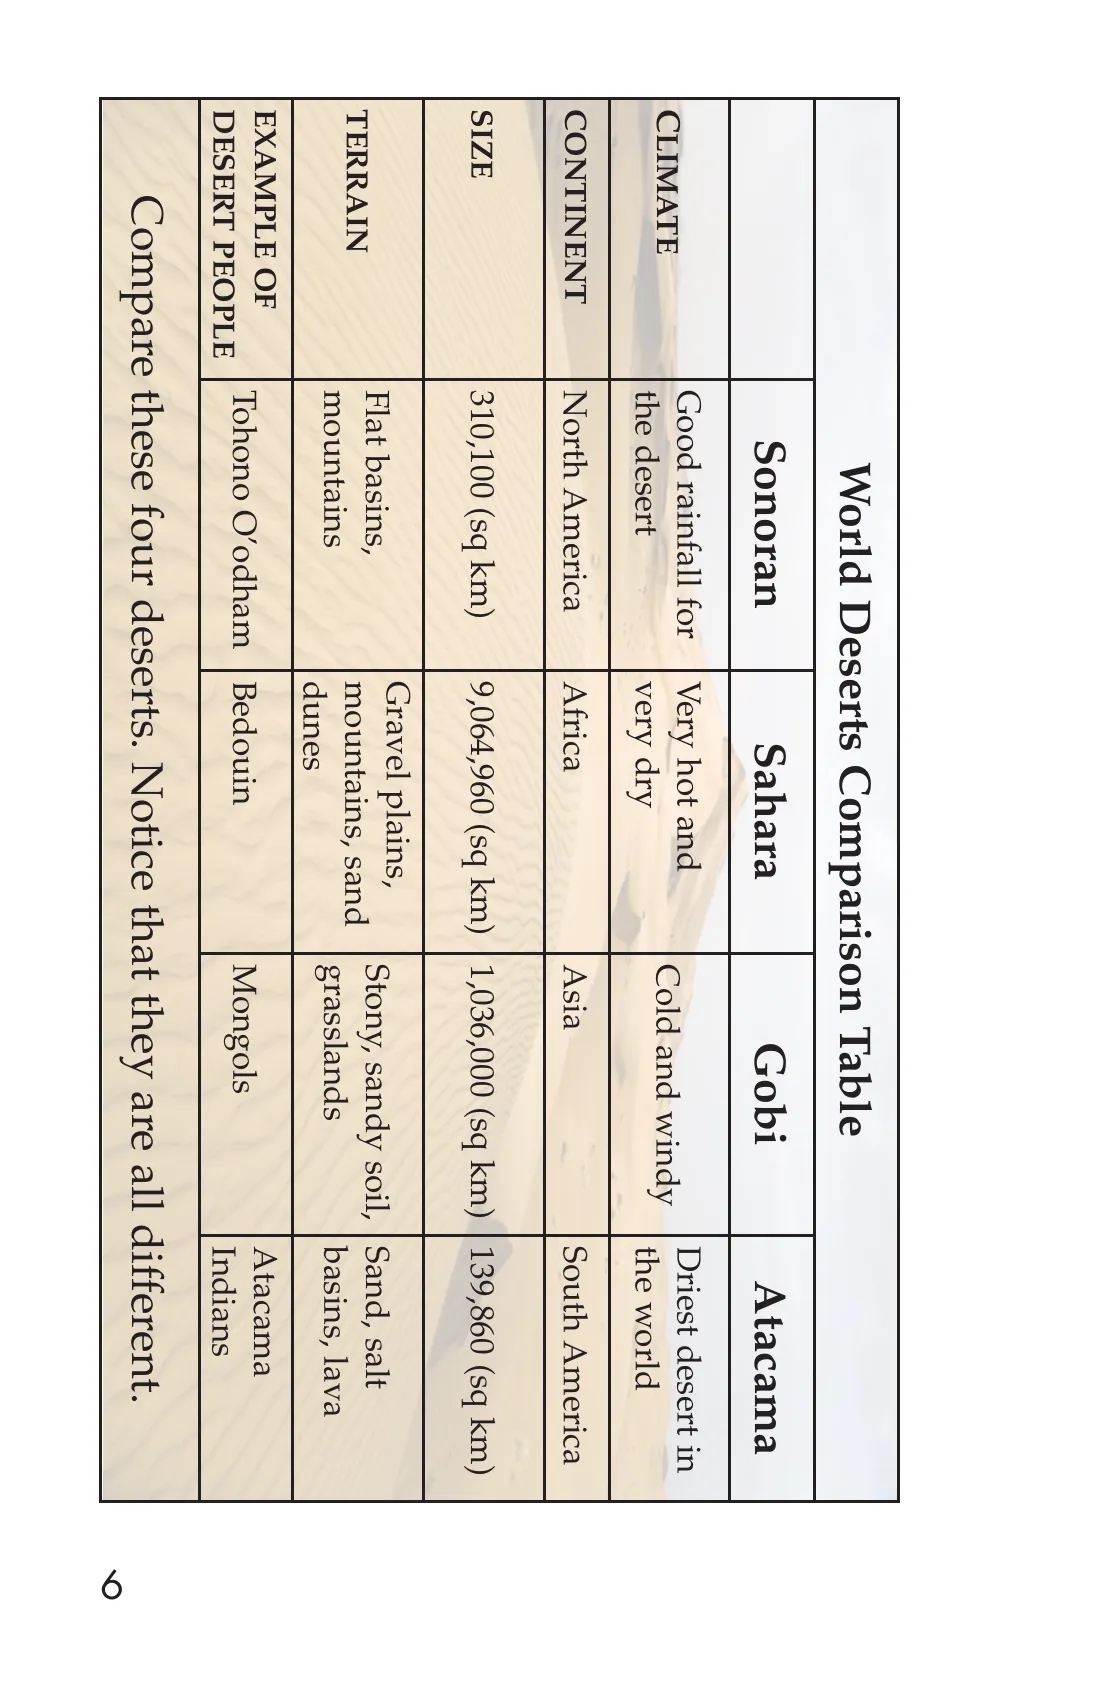 World Deserts Comparison Table
Sonoran
Sahara
Gobi
Atacama
CLIMATE
Good rainfall for
the desert
Very hot and
very dry
Cold and windy
Driest desert in
the world
CONTINENT
North America
Africa
Asia
South America
SIZE
310,100 (sq km)
9,064,960 (sq km)
1,036,000 (sq km)
139,860 (sq km)
TERRAIN
Flat basins,
mountains
Gravel plains,
mountains, sand
dunes
Stony, sandy soil,
grasslands
Sand, salt
basins, lava
EXAMPLE OF
DESERT PEOPLE
Tohono O’odham
Bedouin
Mongols
Atacama
Indians
Compare these four deserts. Notice that they are all different.
6